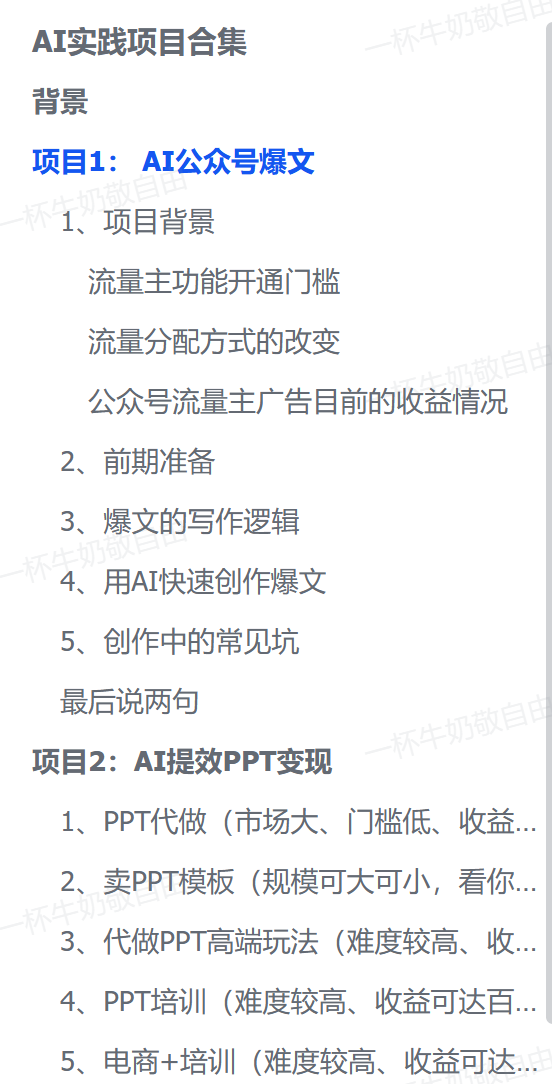 AI实践项目合集
背景
项目1： AI公众号爆文
1、项目背景
流量主功能开通门槛
流量分配方式的改变
公众号流量主广告目前的收益情况
2、前期准备
3、爆文的写作逻辑
4、用AI快速创作爆文
5、创作中的常见坑
最后说两句
项目2：AI提效PPT变现
1、PPT代做（市场大、门槛低、收益...
2、卖PPT模板（规模可大可小，看你...
3、代做PPT高端玩法（难度较高、收...
4、PPT培训（难度较高、收益可达百...
5、电商+培训（难度较高、收益可达...
一杯牛奶敬自由
一杯牛奶敬自由
一杯牛奶敬自由
一杯牛奶敬自由
一杯牛奶敬自由
一杯牛奶敬自由
一杯牛奶敬自由